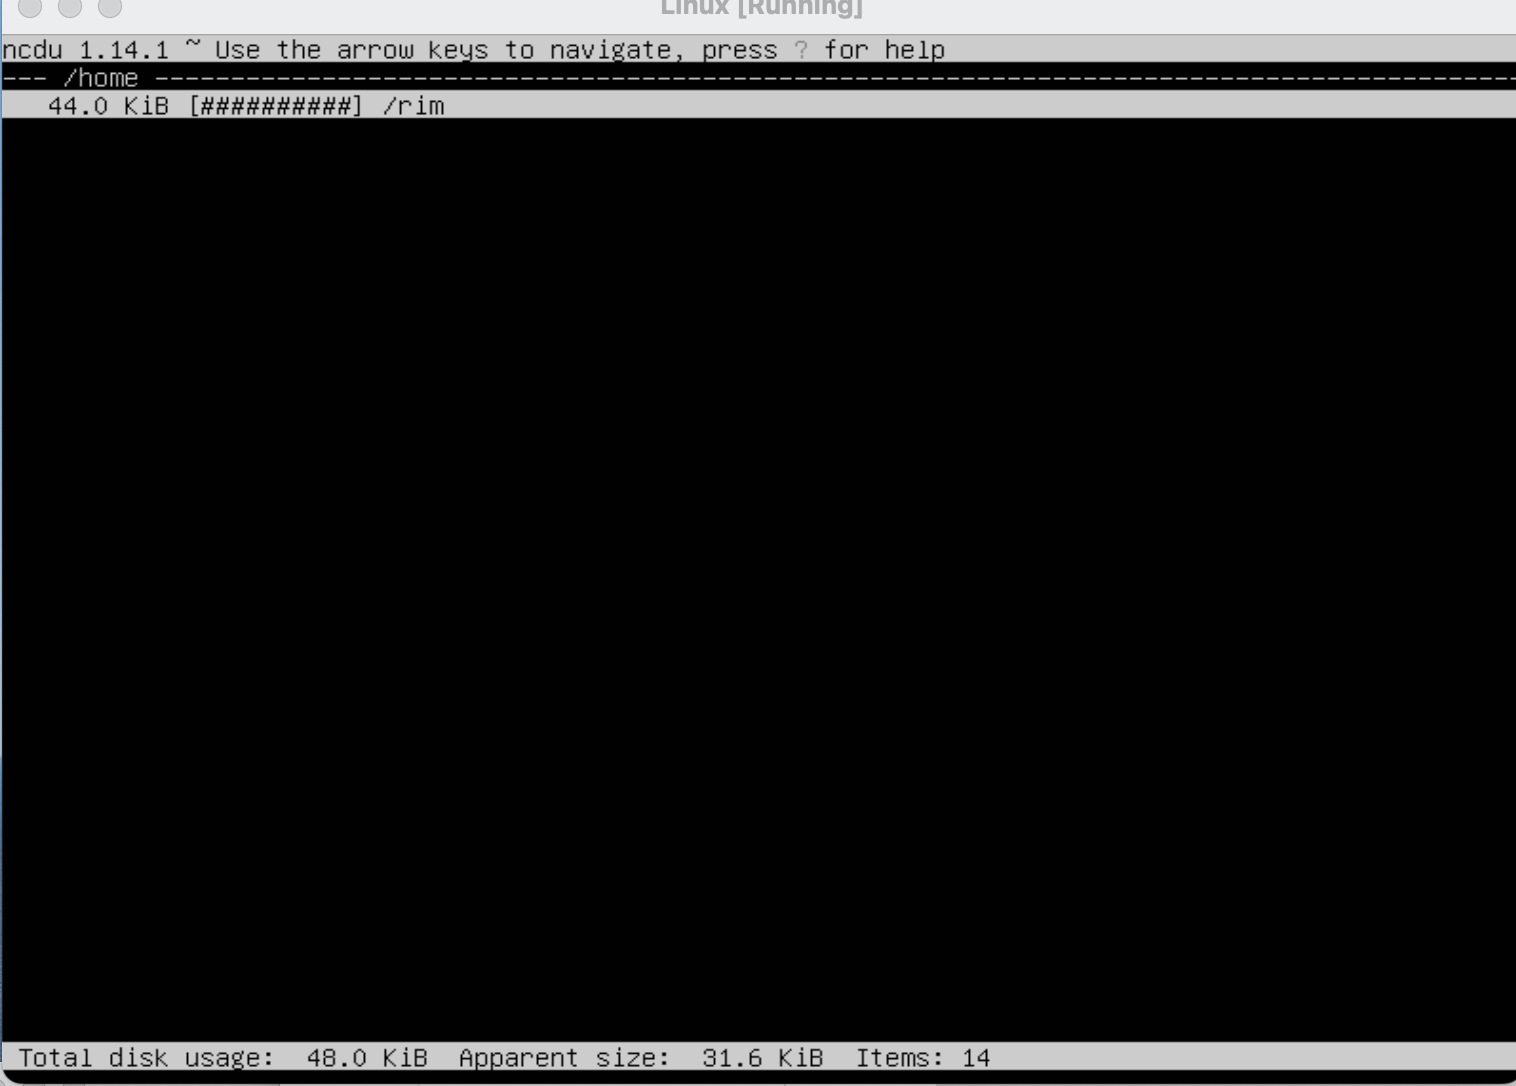 Linux [Running]
ncdu 1.14.1 ~ Use the arrow keys to navigate, press ? for help
--- /home ----------------------------------------------------------------------------------------
44.0 KiB [##########] /rim
Total disk usage: 48.0 KiB Apparent size: 31.6 KiB Items: 14